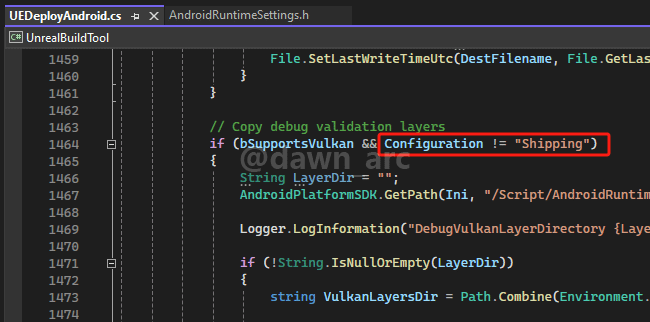 UEDeployAndroid.cs
AndroidRuntimeSettings.h
UnrealBuildTool
1459 File.SetLastWriteTimeUtc(DestFilename, File.GetLas
1460 }
1461 }
1462
1463 // Copy debug validation layers
1464 if (bSupportsVulkan && Configuration != "Shipping")
1465 {
1466 String LayerDir = "";
1467 AndroidPlatformSDK.GetPath(Ini, "/Script/AndroidRuntim
1468
1469 Logger.LogInformation("DebugVulkanLayerDirectory {Laye
1470
1471 if (!String.IsNullOrEmpty(LayerDir))
1472 {
1473 string VulkanLayersDir = Path.Combine(Environment.
1474
@dawn_arc